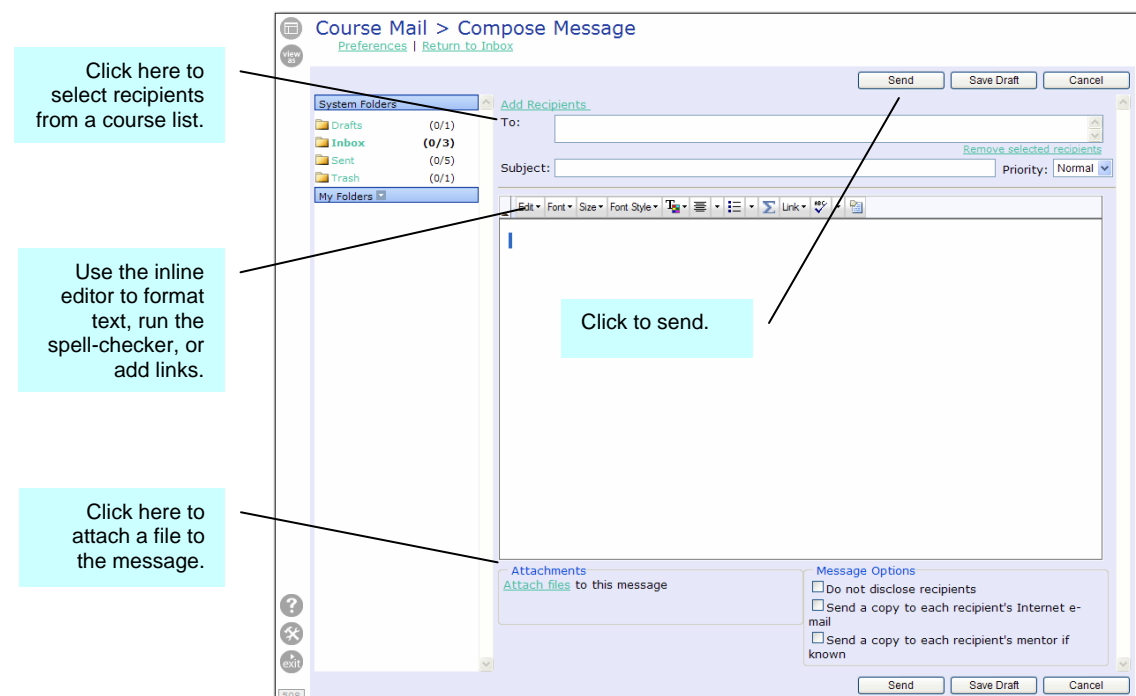 Course Mail > Compose Message
Preferences | Return to Inbox
view
as
Click here to
select recipients
from a course list.
Send Save Draft Cancel
System Folders
Drafts (0/1)
Inbox (0/3)
Sent (0/5)
Trash (0/1)
My Folders
Add Recipients
To:
Remove selected recipients
Subject: Priority: Normal
Edit Font Size Font Style T Σ Link ABC
Use the inline
editor to format
text, run the
spell-checker, or
add links.
Click to send.
Click here to
attach a file to
the message.
Attachments
Attach files to this message
Message Options
Do not disclose recipients
Send a copy to each recipient's Internet e-
mail
Send a copy to each recipient's mentor if
known
?
exit
Send Save Draft Cancel